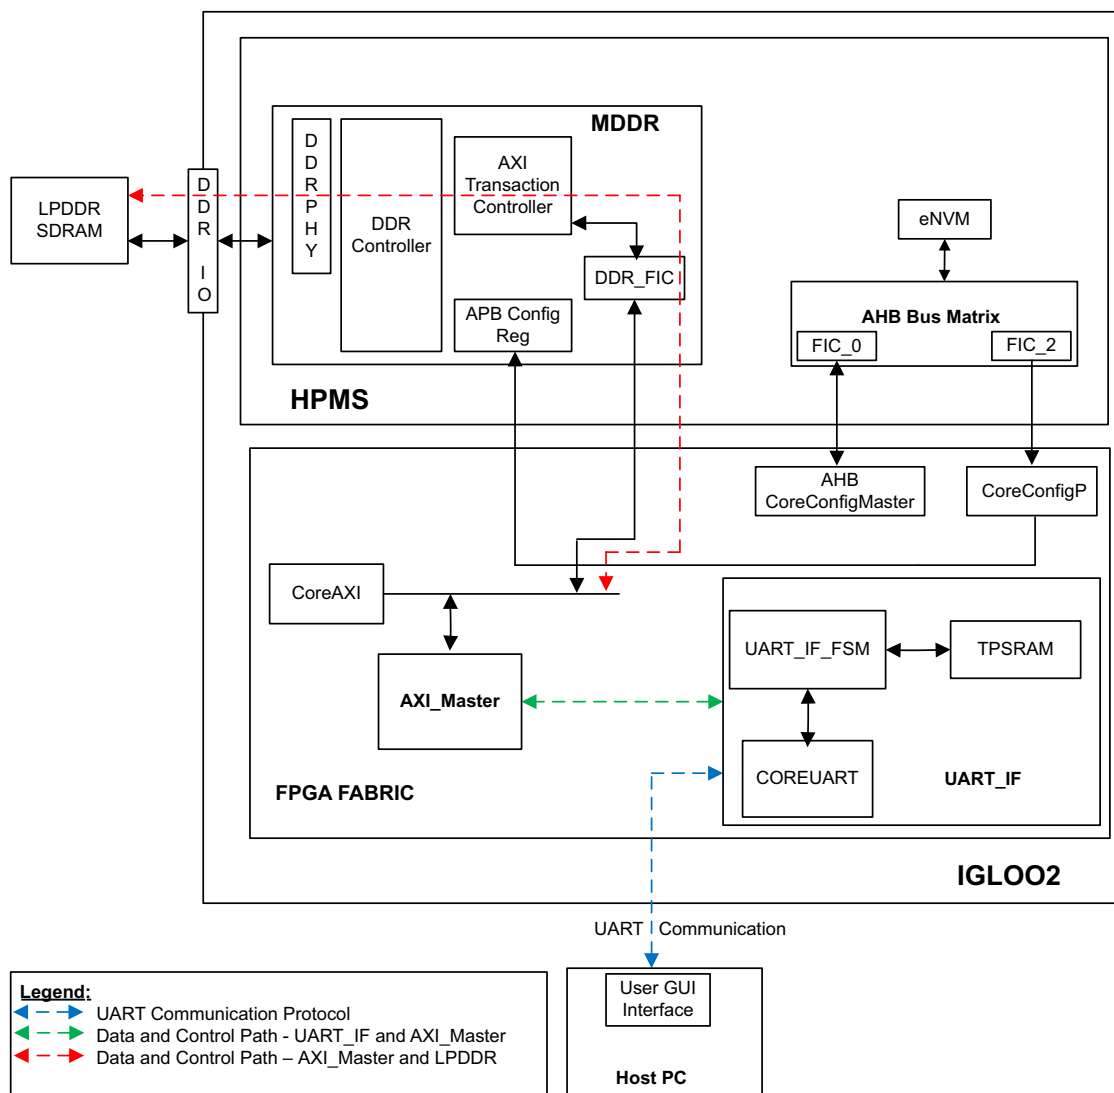 MDDR
D
D
R
P
H
Y
DDR
Controller
AXI
Transaction
Controller
DDR_FIC
APB Config
Reg
HPMS
LPDDR
SDRAM
D
D
R
IO
eNVM
AHB Bus Matrix
FIC_0
FIC_2
AHB
CoreConfigMaster
CoreConfigP
CoreAXI
AXI_Master
UART_IF_FSM
TPSRAM
COREUART
UART_IF
FPGA FABRIC
IGLOO2
UART Communication
User GUI
Interface
Host PC
Legend:
UART Communication Protocol
Data and Control Path - UART_IF and AXI_Master
Data and Control Path – AXI_Master and LPDDR